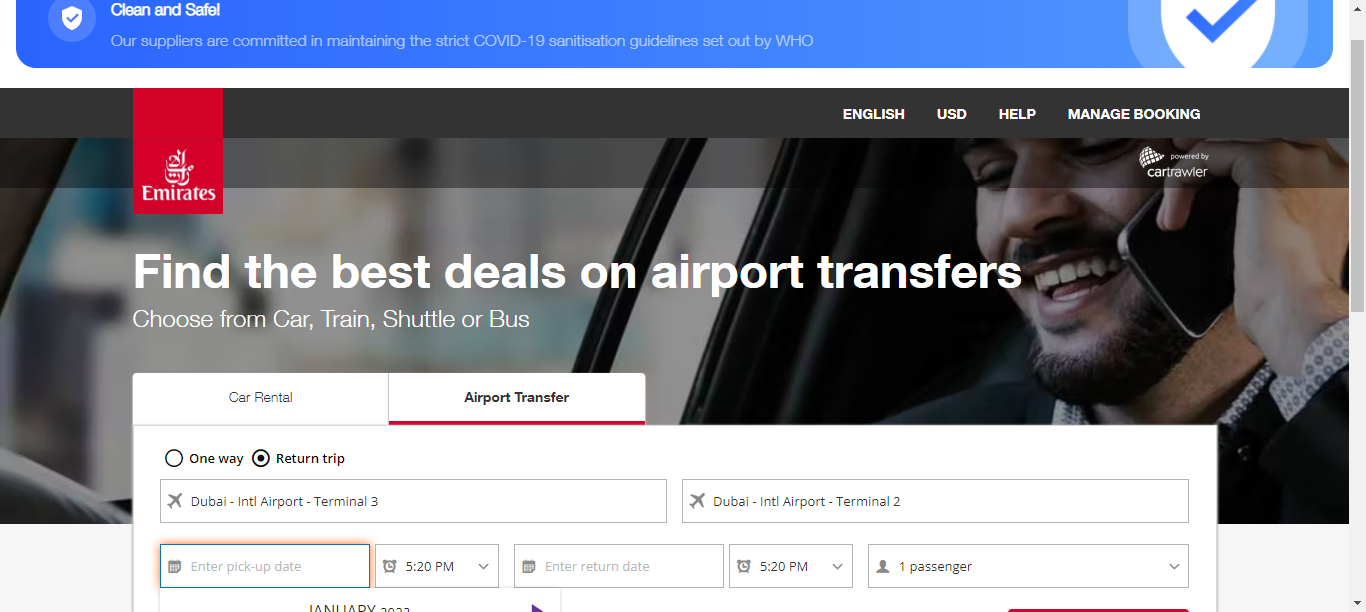 Clean and Safe!
Our suppliers are committed in maintaining the strict COVID-19 sanitisation guidelines set out by WHO
ENGLISH USD HELP MANAGE BOOKING
powered by
cartrawler
Emirates
Find the best deals on airport transfers
Choose from Car, Train, Shuttle or Bus
Car Rental Airport Transfer
One way Return trip
Dubai - Intl Airport - Terminal 3 Dubai - Intl Airport - Terminal 2
Enter pick-up date 5:20 PM Enter return date 5:20 PM 1 passenger
JANUARY